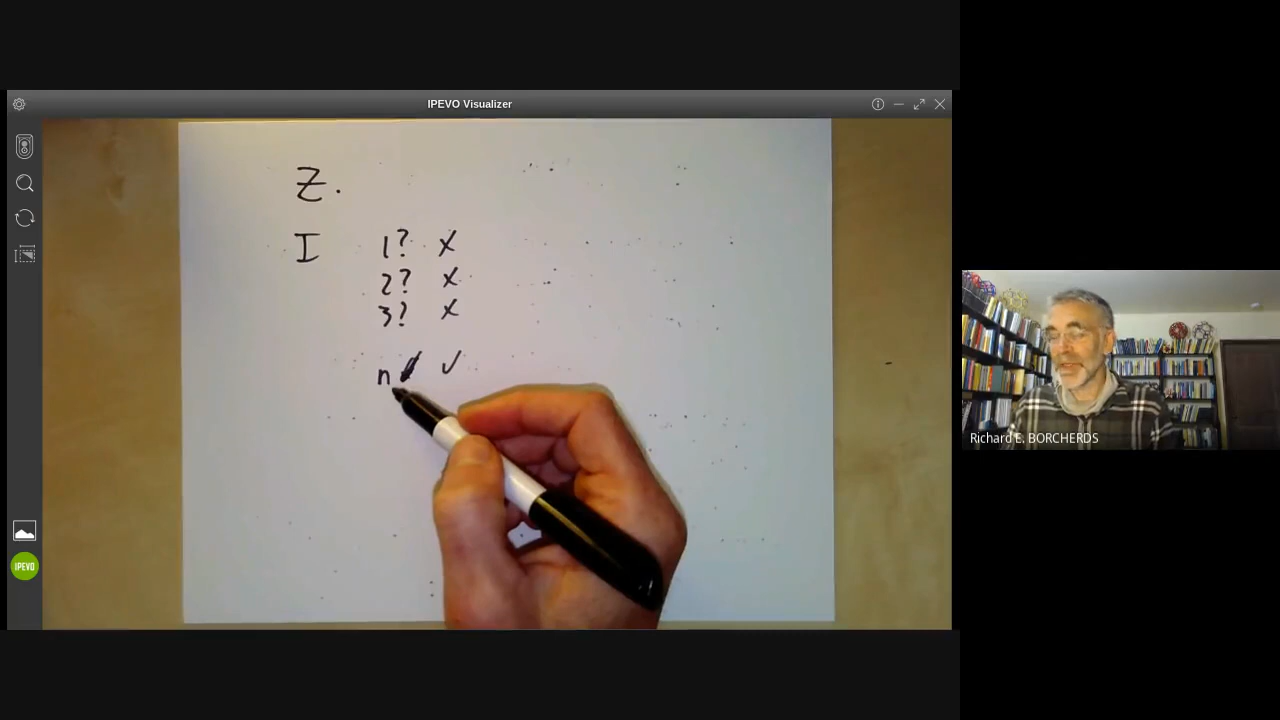 IPEVO Visualizer
Z.
I 1? X
2? X
3? X
n ✓
IPEVO
Richard E. BORCHERDS